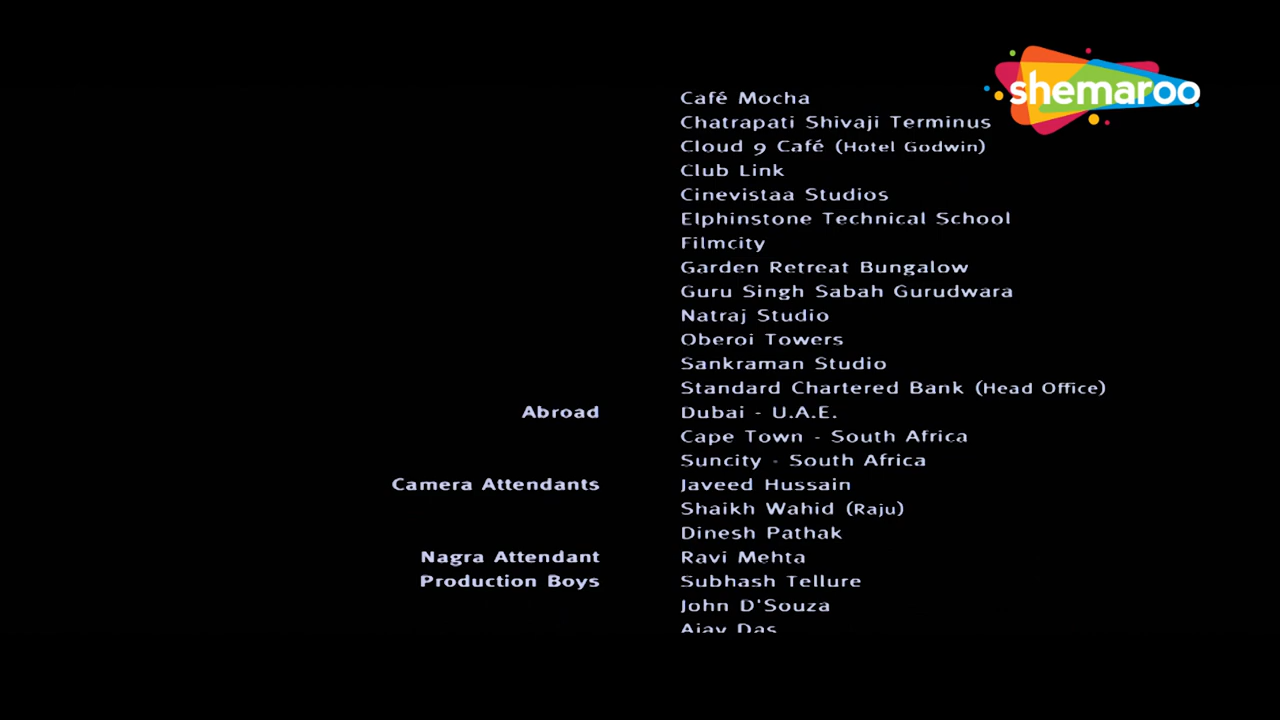 shemaroo
Café Mocha
Chatrapati Shivaji Terminus
Cloud 9 Café (Hotel Godwin)
Club Link
Cinevistaa Studios
Elphinstone Technical School
Filmcity
Garden Retreat Bungalow
Guru Singh Sabah Gurudwara
Natraj Studio
Oberoi Towers
Sankraman Studio
Standard Chartered Bank (Head Office)
Abroad Dubai - U.A.E.
Cape Town - South Africa
Suncity - South Africa
Camera Attendants Javeed Hussain
Shaikh Wahid (Raju)
Dinesh Pathak
Nagra Attendant Ravi Mehta
Production Boys Subhash Tellure
John D'Souza
Ajay Das